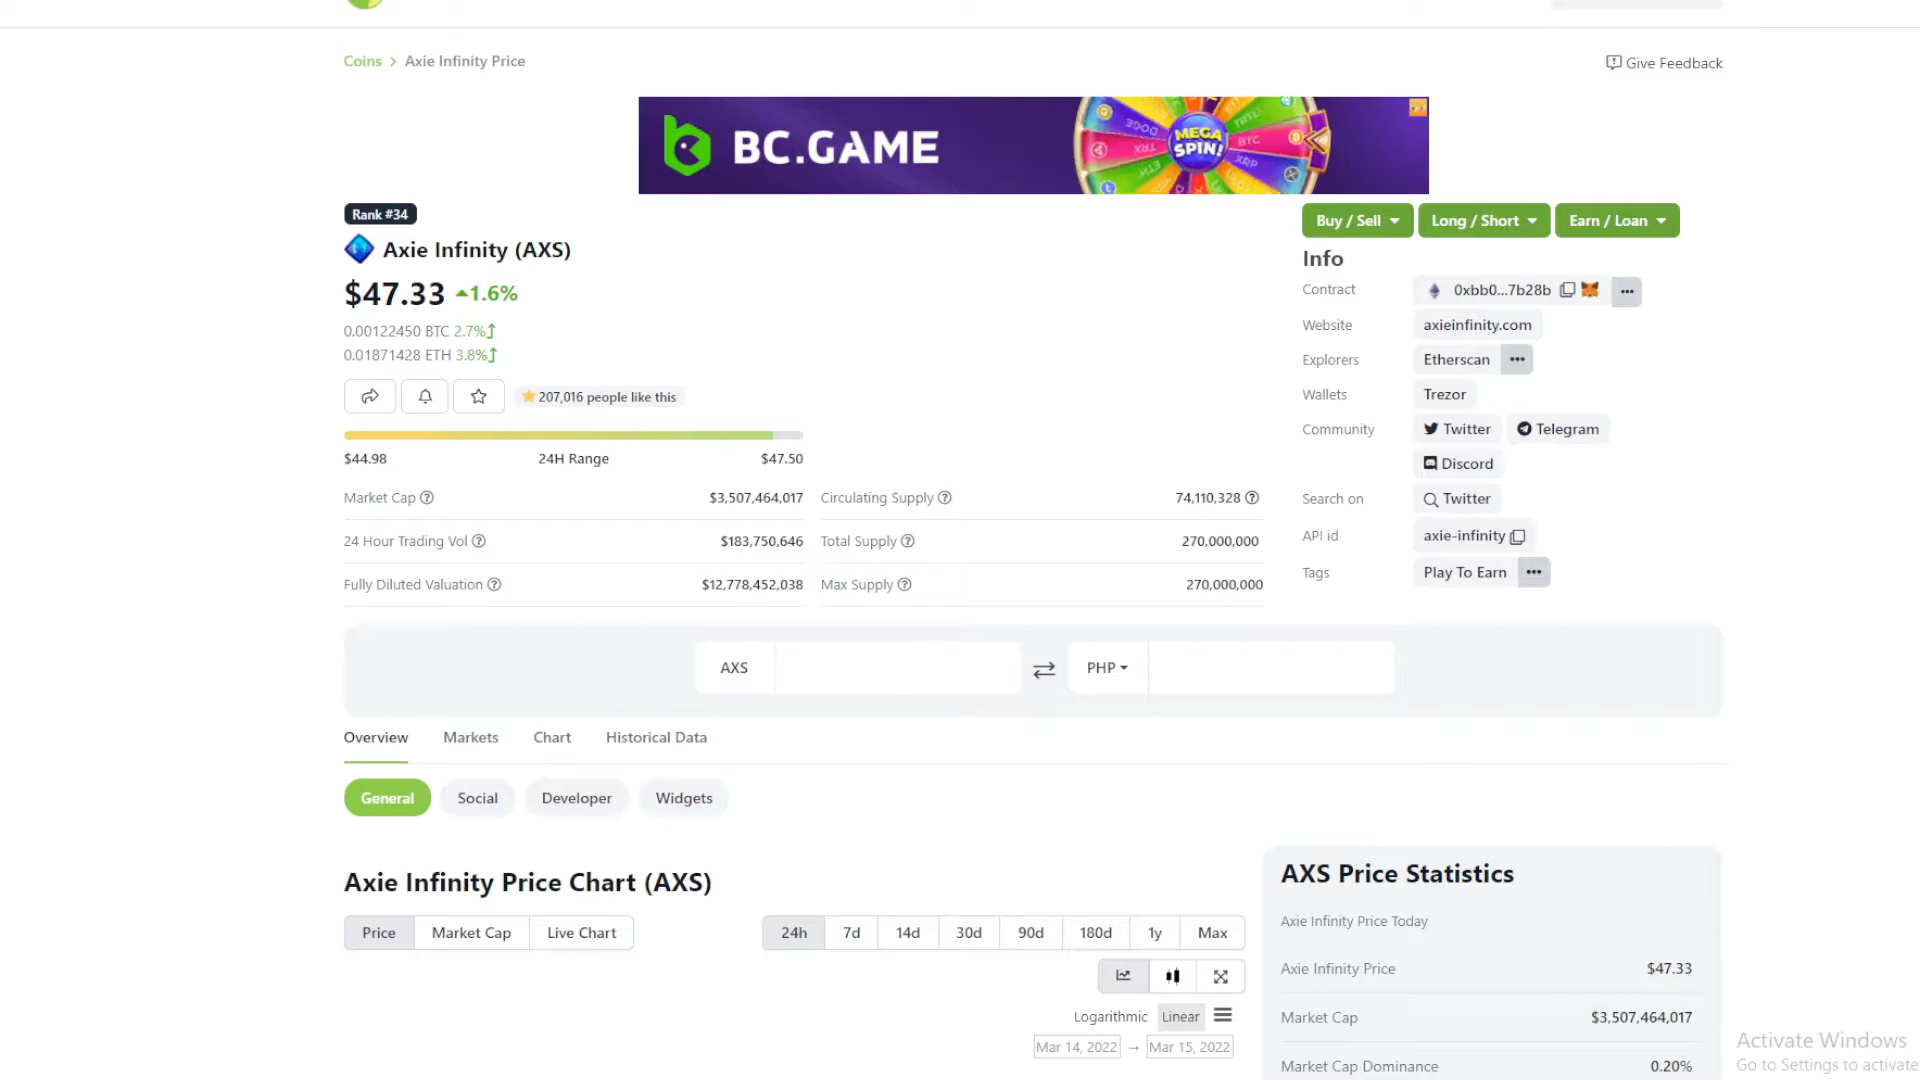 Coins > Axie Infinity Price
Give Feedback
BC.GAME
MEGA
SPIN!
BTC
XRP
Rank #34
Axie Infinity (AXS)
$47.33 1.6%
0.00122450 BTC 2.7%
0.01871428 ETH 3.8%
207,016 people like this
$44.98 24H Range $47.50
Market Cap $3,507,464,017 Circulating Supply 74,110,328
24 Hour Trading Vol $183,750,646 Total Supply 270,000,000
Fully Diluted Valuation $12,778,452,038 Max Supply 270,000,000
Buy / Sell Long / Short Earn / Loan
Info
Contract 0xbb0...7b28b
Website axieinfinity.com
Explorers Etherscan
Wallets Trezor
Community Twitter Telegram
Discord
Search on Twitter
API id axie-infinity
Tags Play To Earn
AXS PHP
Overview Markets Chart Historical Data
General Social Developer Widgets
Axie Infinity Price Chart (AXS)
Price Market Cap Live Chart 24h 7d 14d 30d 90d 180d 1y Max
Logarithmic Linear
Mar 14, 2022 → Mar 15, 2022
AXS Price Statistics
Axie Infinity Price Today
Axie Infinity Price $47.33
Market Cap $3,507,464,017
Market Cap Dominance 0.20%
Activate Windows
Go to Settings to activate